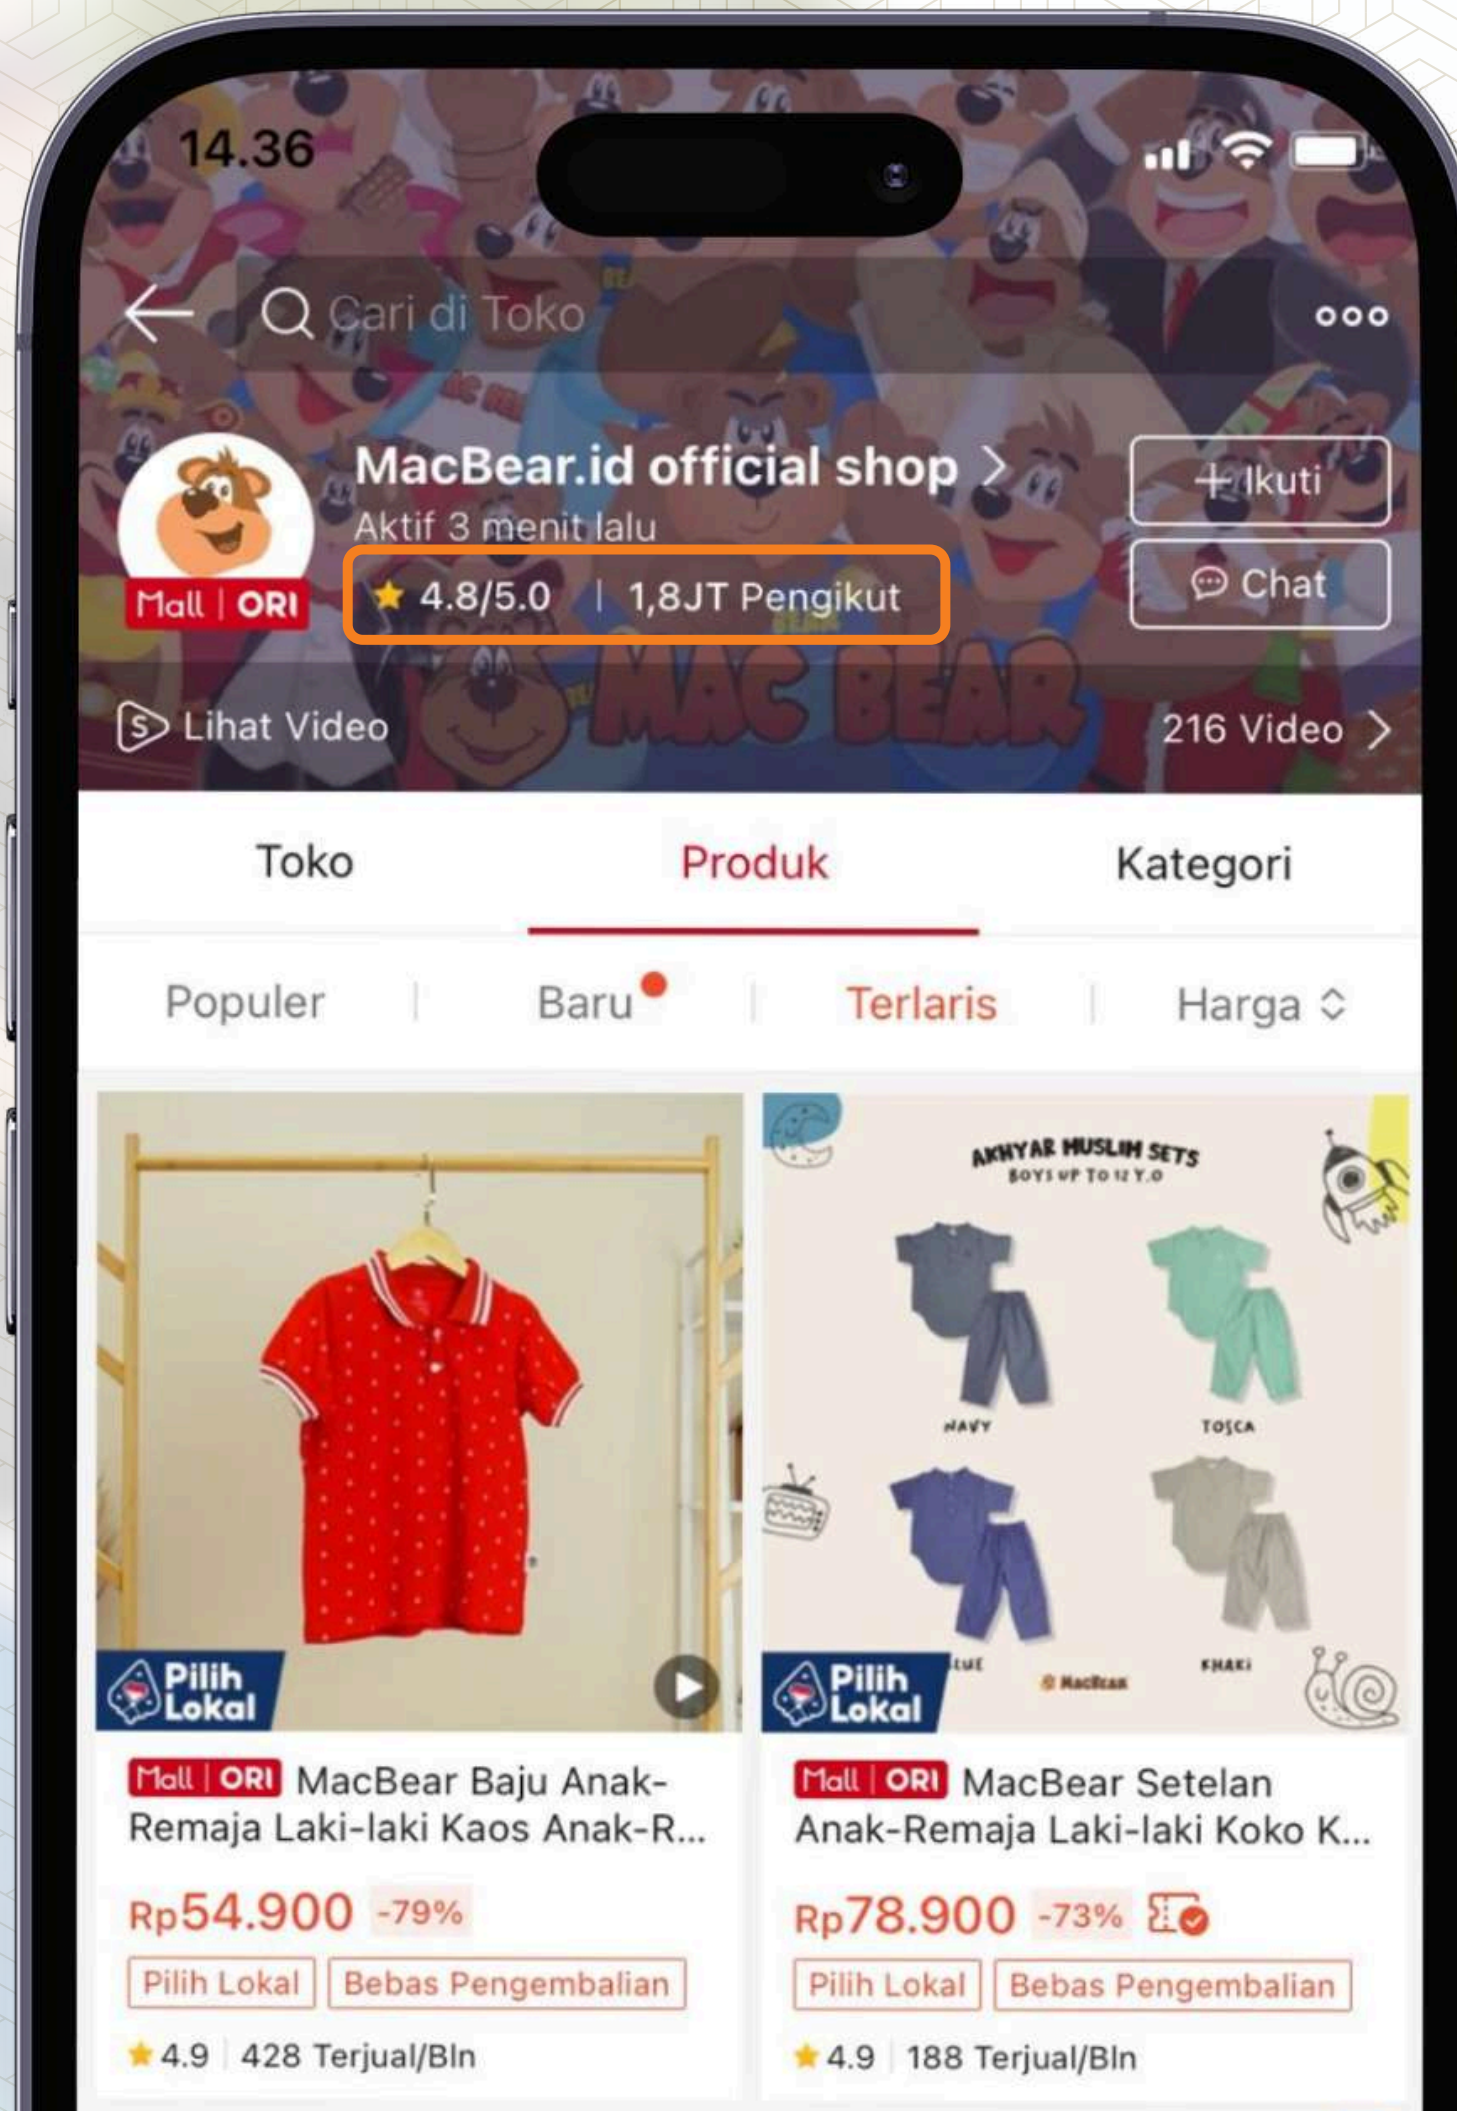 14.36
Cari di Toko
MacBear.id official shop
Aktif 3 menit lalu
Mall | ORI
4.8/5.0 | 1,8JT Pengikut
+ Ikuti
Chat
MAC BEAR
Lihat Video
216 Video
Toko Produk Kategori
Populer Baru Terlaris Harga
AKHYAR MUSLIM SETS
BOYS UP TO 12 Y.O
NAVY TOSCA
KHAKI
MacBear
Pilih
Lokal
Pilih
Lokal
Mall | ORI MacBear Baju Anak-
Remaja Laki-laki Kaos Anak-R...
Rp54.900 -79%
Pilih Lokal Bebas Pengembalian
4.9 | 428 Terjual/Bln
Mall | ORI MacBear Setelan
Anak-Remaja Laki-laki Koko K...
Rp78.900 -73%
Pilih Lokal Bebas Pengembalian
4.9 | 188 Terjual/Bln